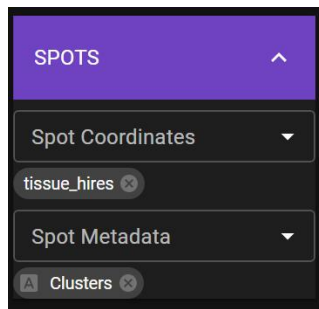 SPOTS
Spot Coordinates
tissue_hires
Spot Metadata
A Clusters